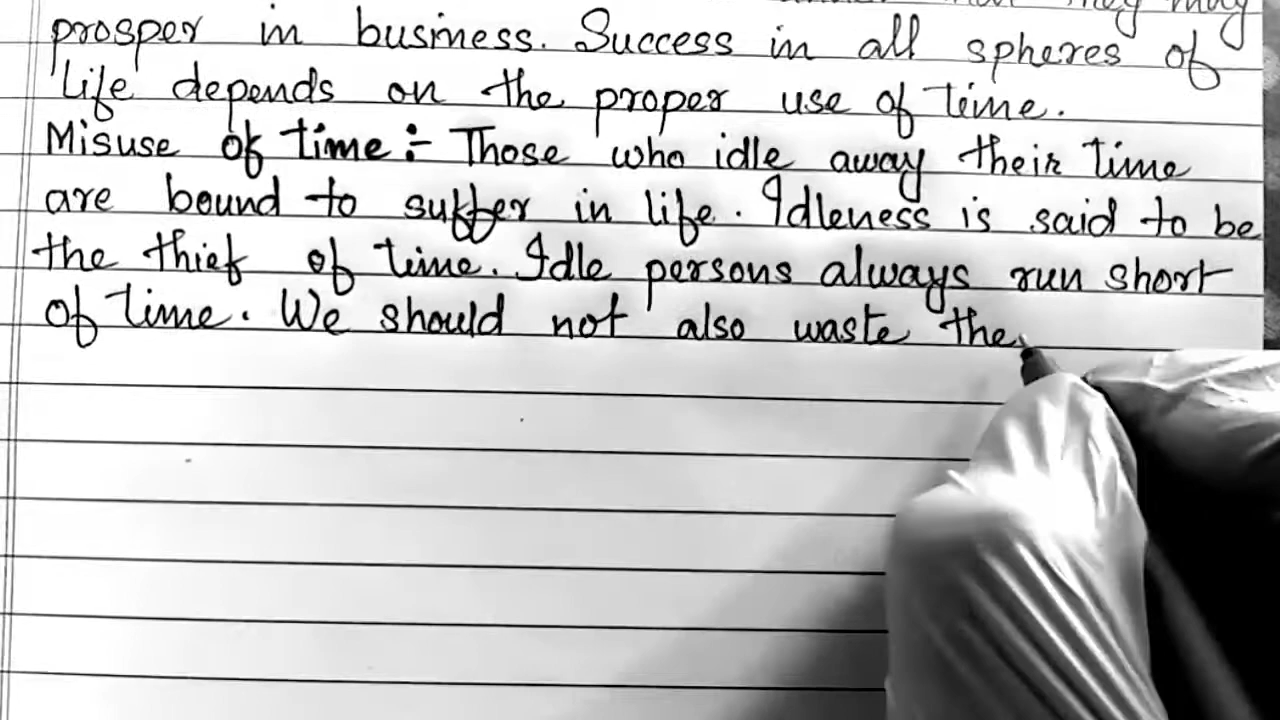 they may
prosper in business. Success in all spheres of
life depends on the proper use of time.
Misuse of time :- Those who idle away their time
are bound to suffer in life. Idleness is said to be
the thief of time. Idle persons always run short
of time. We should not also waste the